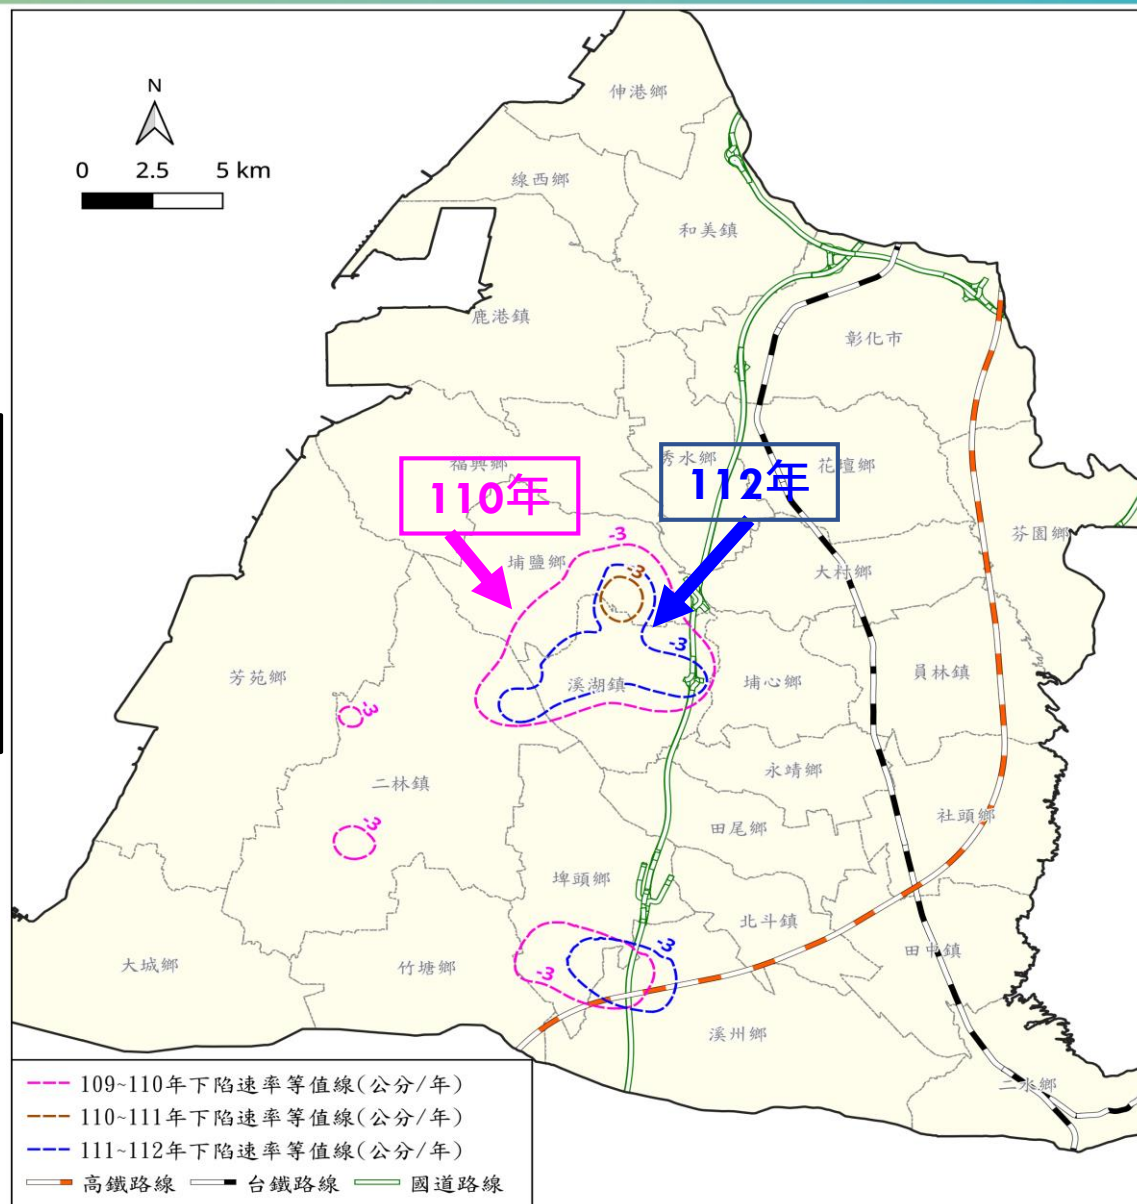 伸港鄉
N
0 2.5 5 km
線西鄉
和美鎮
鹿港鎮
彰化市
福興鄉
秀水鄉
花壇鄉
110年
112年
芬園鄉
-3
埔鹽鄉
-3
大村鄉
-3
芳苑鄉
溪湖鎮
埔心鄉
員林鎮
-3
永靖鄉
二林鎮
社頭鄉
-3
田尾鄉
埤頭鄉
北斗鎮
-3
田中鎮
大城鄉
竹塘鄉
-3
溪州鄉
二水鄉
109~110年下陷速率等值線(公分/年)
110~111年下陷速率等值線(公分/年)
111~112年下陷速率等值線(公分/年)
高鐵路線 台鐵路線 國道路線